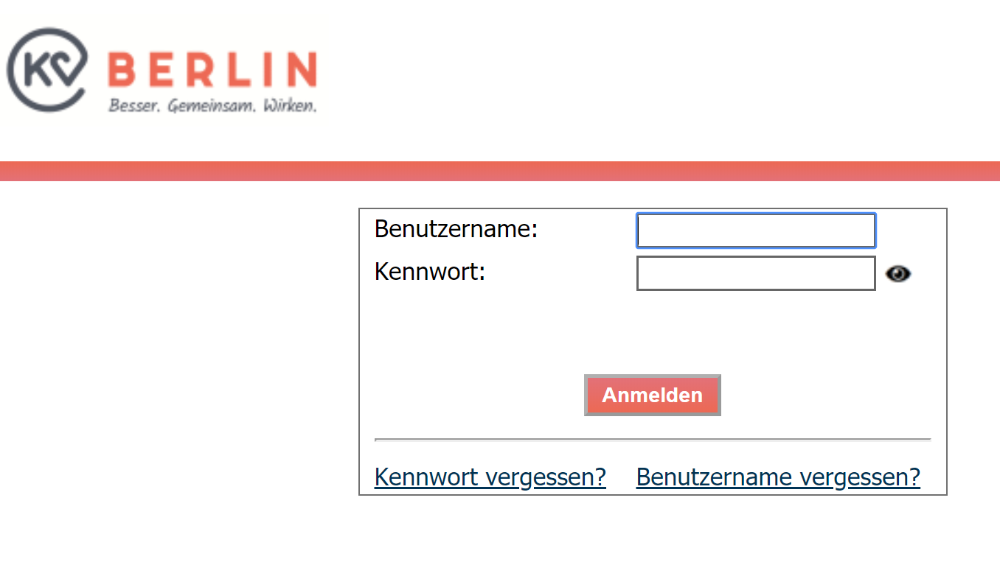 KV BERLIN
Besser. Gemeinsam. Wirken.
Benutzername:
Kennwort:
Anmelden
Kennwort vergessen? Benutzername vergessen?